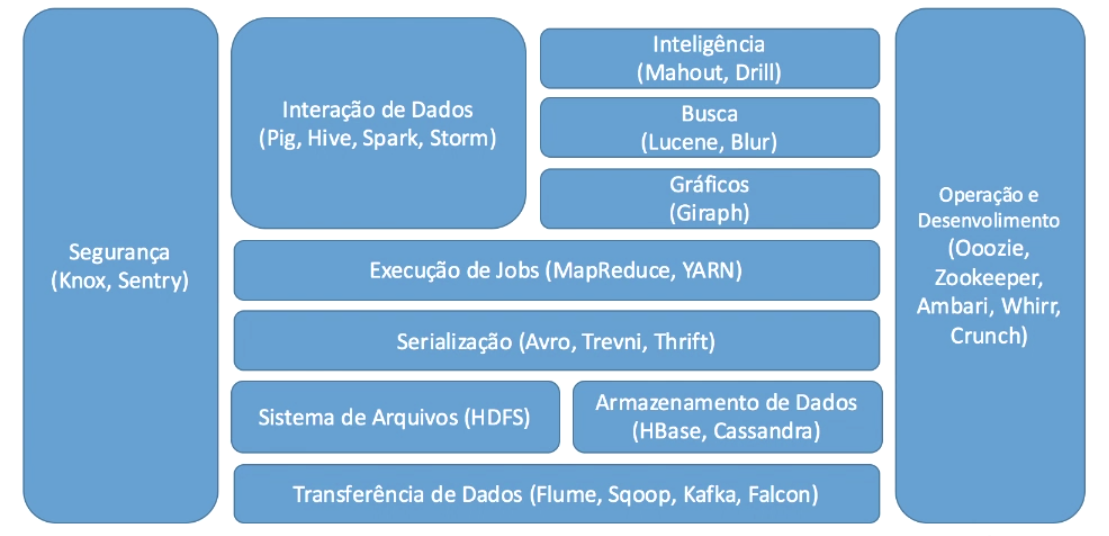 Segurança
(Knox, Sentry)
Interação de Dados
(Pig, Hive, Spark, Storm)
Inteligência
(Mahout, Drill)
Busca
(Lucene, Blur)
Gráficos
(Giraph)
Execução de Jobs (MapReduce, YARN)
Serialização (Avro, Trevni, Thrift)
Sistema de Arquivos (HDFS)
Armazenamento de Dados
(HBase, Cassandra)
Transferência de Dados (Flume, Sqoop, Kafka, Falcon)
Operação e
Desenvolimento
(Ooozie,
Zookeeper,
Ambari, Whirr,
Crunch)